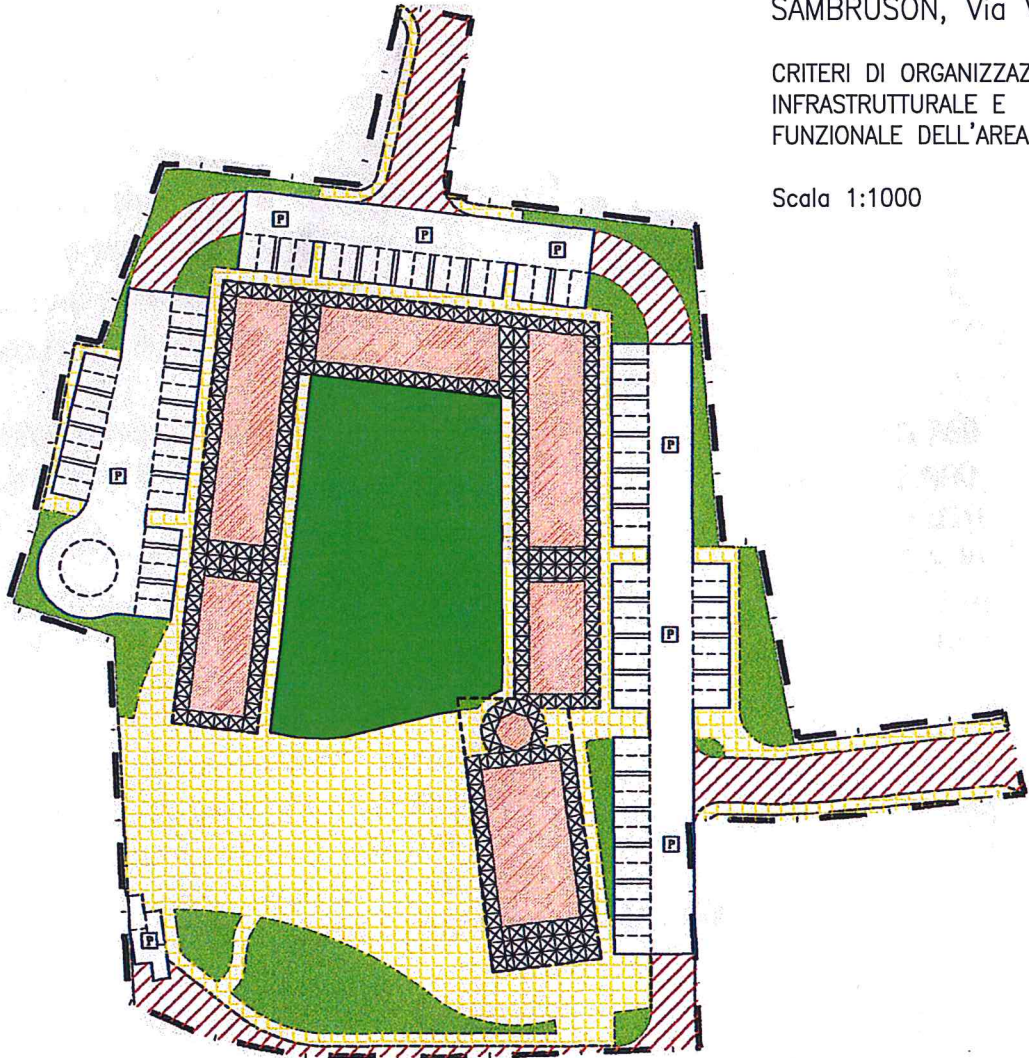 SAMBRUSON, Via
CRITERI DI ORGANIZZAZ
INFRASTRUTTURALE E
FUNZIONALE DELL'AREA
Scala 1:1000
P
P
P
P
P
P
P
P